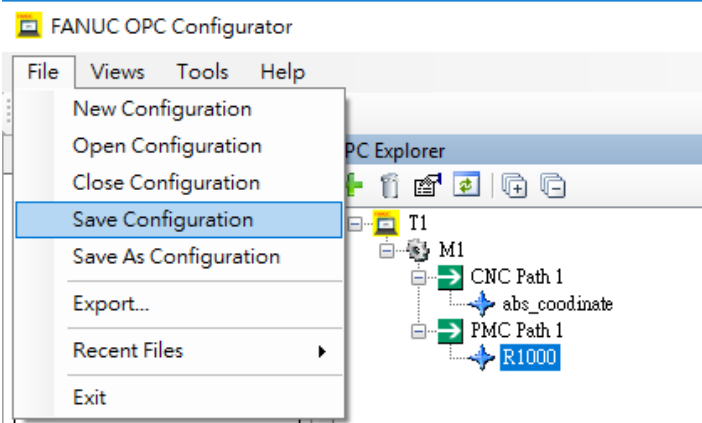 FANUC OPC Configurator
File Views Tools Help
New Configuration
Open Configuration
Close Configuration
Save Configuration
Save As Configuration
Export...
Recent Files
Exit
PC Explorer
T1
M1
CNC Path 1
abs_coodinate
PMC Path 1
R1000